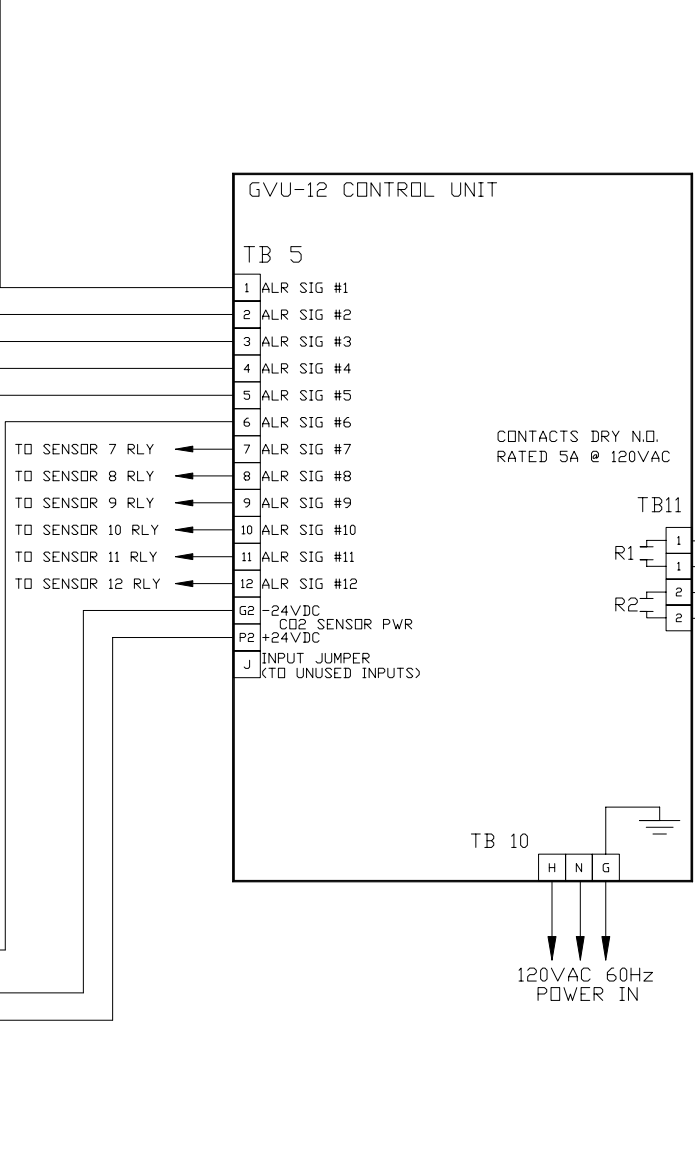 GVU-12 CONTROL UNIT
TB 5
1 ALR SIG #1
2 ALR SIG #2
3 ALR SIG #3
4 ALR SIG #4
5 ALR SIG #5
6 ALR SIG #6
TO SENSOR 7 RLY 7 ALR SIG #7
TO SENSOR 8 RLY 8 ALR SIG #8
TO SENSOR 9 RLY 9 ALR SIG #9
TO SENSOR 10 RLY 10 ALR SIG #10
TO SENSOR 11 RLY 11 ALR SIG #11
TO SENSOR 12 RLY 12 ALR SIG #12
G2 -24VDC
CO2 SENSOR PWR
P2 +24VDC
J INPUT JUMPER
(TO UNUSED INPUTS)
CONTACTS DRY N.O.
RATED 5A @ 120VAC
TB11
R1 1
1
R2 2
2
TB 10
H N G
120VAC 60Hz
POWER IN